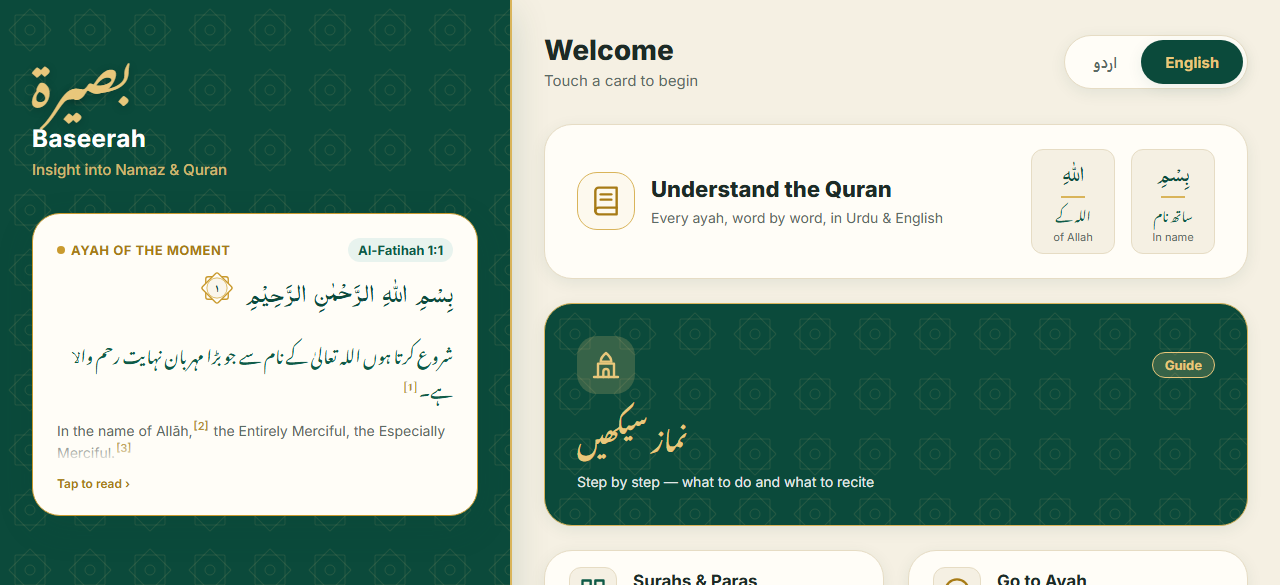 بصيرة
Baseerah
Insight into Namaz & Quran
AYAH OF THE MOMENT
Al-Fatihah 1:1
بِسْمِ اللّٰهِ الرَّحْمٰنِ الرَّحِيْمِ ١
شروع کرتا ہوں اللہ تعالیٰ کے نام سے جو بڑا مہربان نہایت رحم والا
ہے۔[1]
In the name of Allāh,[2] the Entirely Merciful, the Especially
Merciful.[3]
Tap to read ›
Welcome
Touch a card to begin
اردو
English
Understand the Quran
Every ayah, word by word, in Urdu & English
بِسْمِ
ساتھ نام
In name
اللّٰهِ
اللہ کے
of Allah
Guide
نماز سیکھیں
Step by step — what to do and what to recite
Surahs & Paras
Go to Ayah